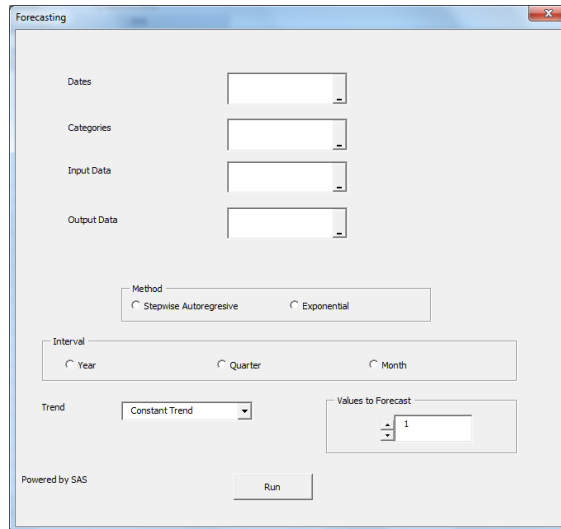 Forecasting
Dates
Categories
Input Data
Output Data
Method
Stepwise Autoregresive
Exponential
Interval
Year
Quarter
Month
Trend
Constant Trend
Values to Forecast
1
Powered by SAS
Run